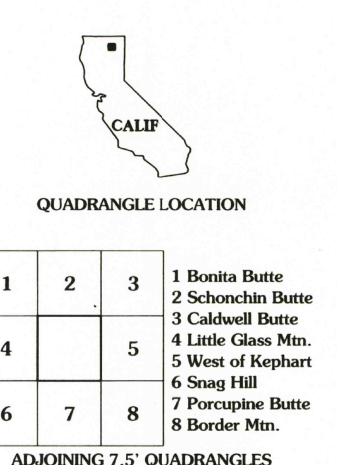 CALIF
QUADRANGLE LOCATION
1 2 3
4 5
6 7 8
1 Bonita Butte
2 Schonchin Butte
3 Caldwell Butte
4 Little Glass Mtn.
5 West of Kephart
6 Snag Hill
7 Porcupine Butte
8 Border Mtn.
ADJOINING 7.5' QUADRANGLES